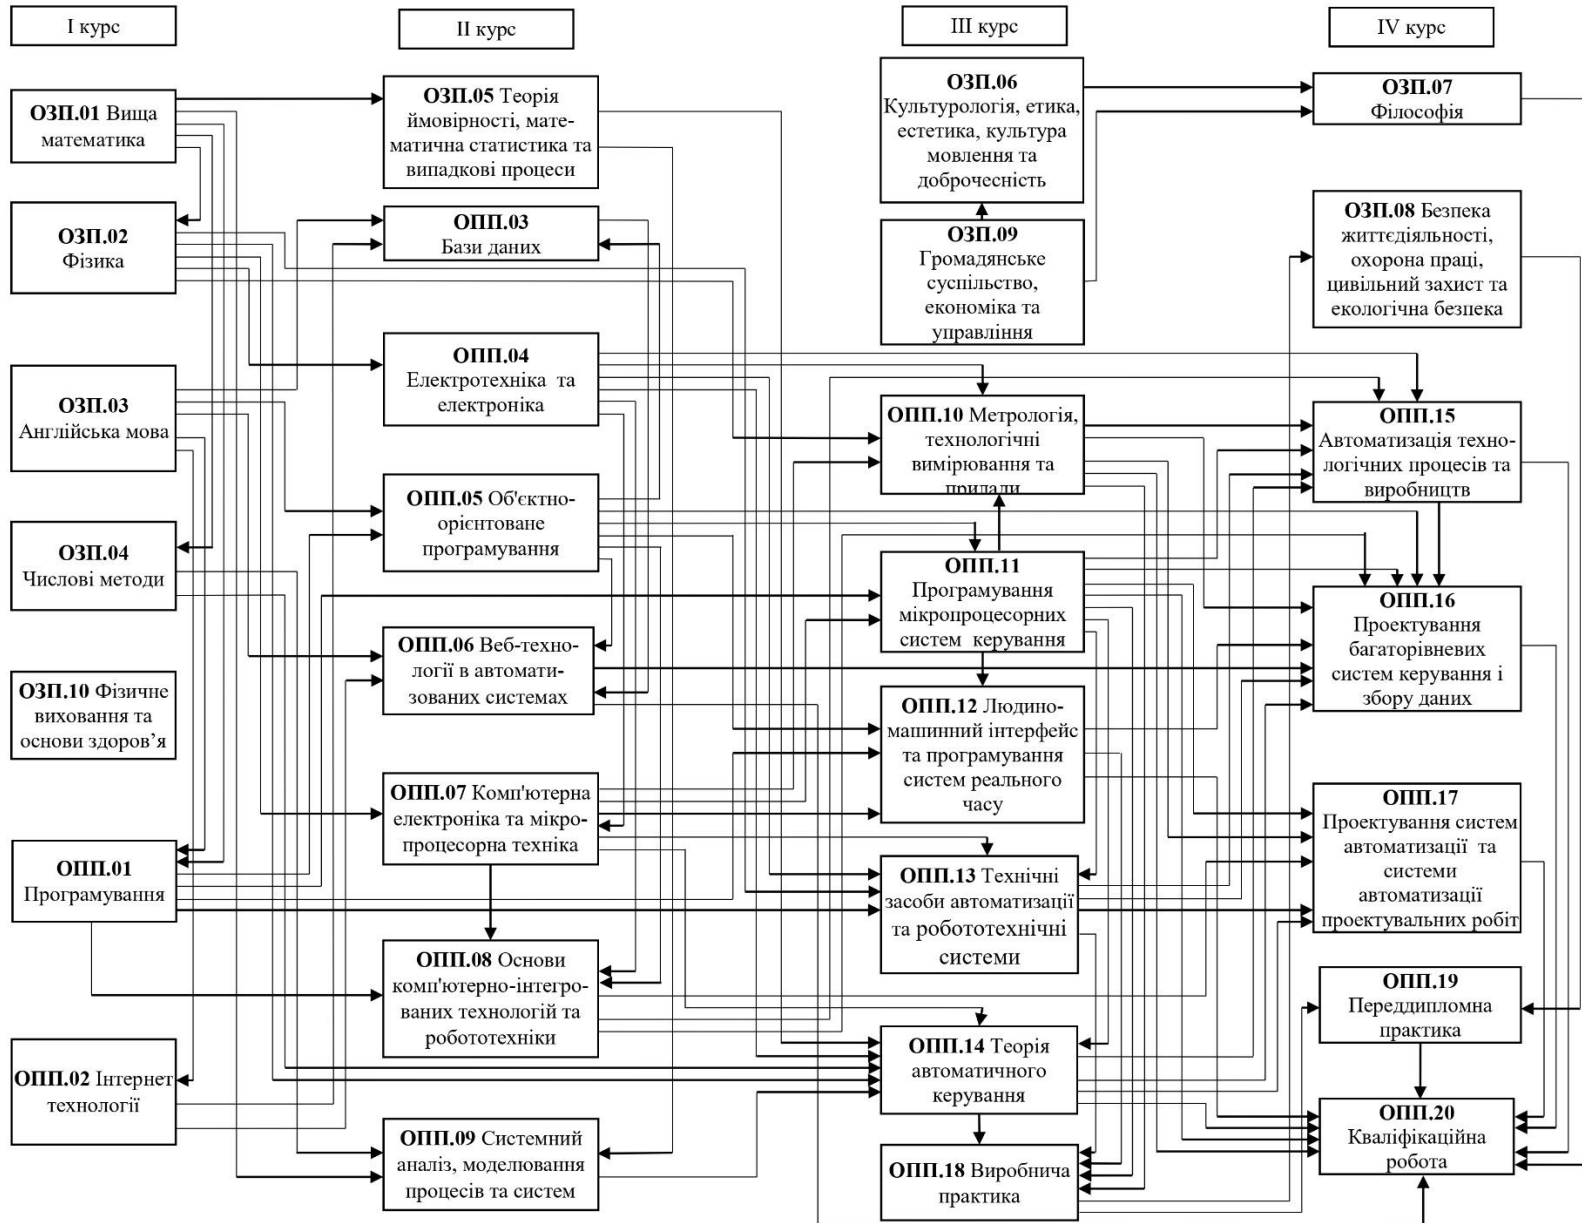 І курс
ІІ курс
ІІІ курс
IV курс
ОЗП.01 Вища
математика
ОЗП.02
Фізика
ОЗП.03
Англійська мова
ОЗП.04
Числові методи
ОЗП.10 Фізичне
виховання та
основи здоров’я
ОПП.01
Програмування
ОПП.02 Інтернет
технології
ОЗП.05 Теорія
ймовірності, мате-
матична статистика та
випадкові процеси
ОПП.03
Бази даних
ОПП.04
Електротехніка та
електроніка
ОПП.05 Об'єктно-
орієнтоване
програмування
ОПП.06 Веб-техно-
логії в автомати-
зованих системах
ОПП.07 Комп'ютерна
електроніка та мікро-
процесорна техніка
ОПП.08 Основи
комп'ютерно-інтегро-
ваних технологій та
робототехніки
ОПП.09 Системний
аналіз, моделювання
процесів та систем
ОЗП.06
Культурологія, етика,
естетика, культура
мовлення та
доброчесність
ОЗП.09
Громадянське
суспільство,
економіка та
управління
ОПП.10 Метрологія,
технологічні
вимірювання та
прилади
ОПП.11
Програмування
мікропроцесорних
систем керування
ОПП.12 Людино-
машинний інтерфейс
та програмування
систем реального
часу
ОПП.13 Технічні
засоби автоматизації
та робототехнічні
системи
ОПП.14 Теорія
автоматичного
керування
ОПП.18 Виробнича
практика
ОЗП.07
Філософія
ОЗП.08 Безпека
життєдіяльності,
охорона праці,
цивільний захист та
екологічна безпека
ОПП.15
Автоматизація техно-
логічних процесів та
виробництв
ОПП.16
Проектування
багаторівневих
систем керування і
збору даних
ОПП.17
Проектування систем
автоматизації та
системи
автоматизації
проектувальних робіт
ОПП.19
Переддипломна
практика
ОПП.20
Кваліфікаційна
робота